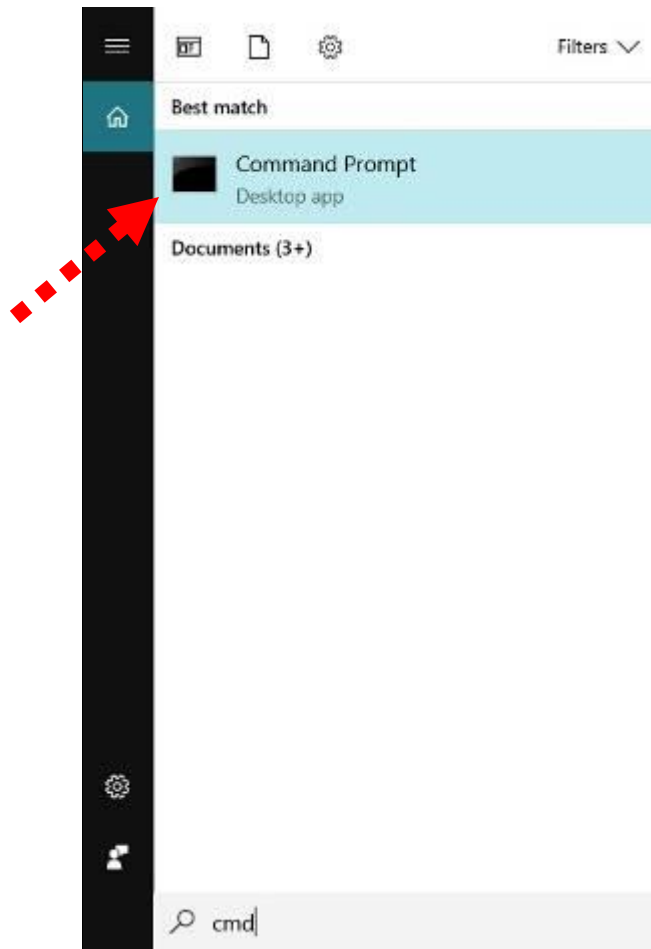 Filters
Best match
Command Prompt
Desktop app
Documents (3+)
cmd